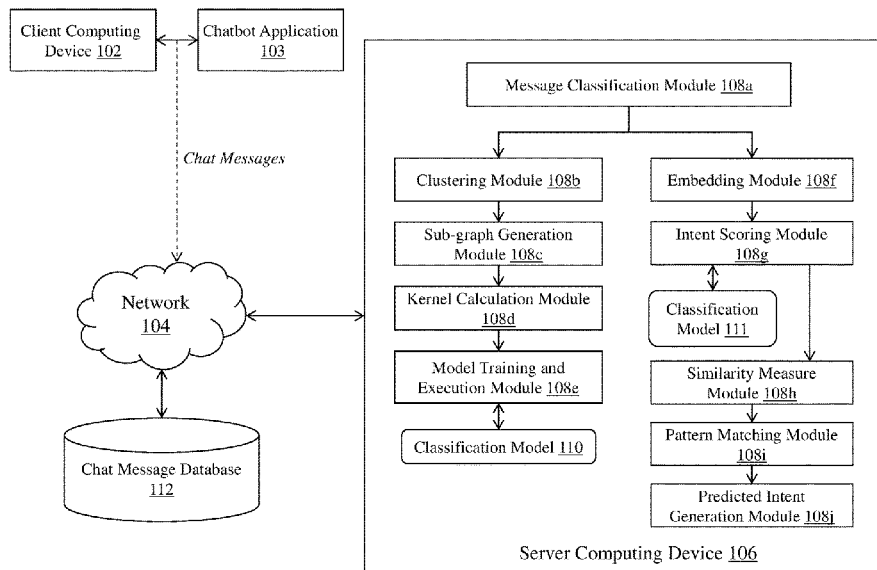 Client Computing
Device 102
Chatbot Application
103
Chat Messages
Network
104
Chat Message Database
112
Message Classification Module 108a
Clustering Module 108b
Sub-graph Generation
Module 108c
Kernel Calculation Module
108d
Model Training and
Execution Module 108e
Classification Model 110
Embedding Module 108f
Intent Scoring Module
108g
Classification
Model 111
Similarity Measure
Module 108h
Pattern Matching Module
108i
Predicted Intent
Generation Module 108j
Server Computing Device 106